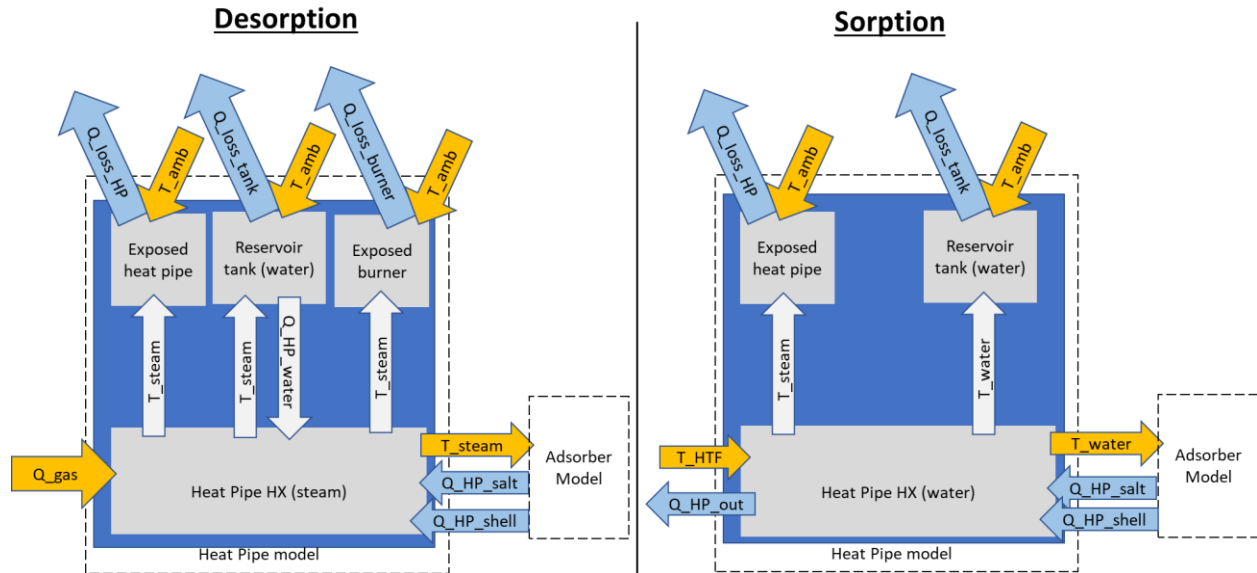 Desorption
Q_loss_HP
T_amb
Q_loss_tank
T_amb
Q_loss_burner
T_amb
Exposed
heat pipe
Reservoir
tank (water)
Exposed
burner
T_steam
T_steam
Q_HP_water
T_steam
Q_gas
Heat Pipe HX (steam)
T_steam
Q_HP_salt
Q_HP_shell
Adsorber
Model
Heat Pipe model
Sorption
Q_loss_HP
T_amb
Q_loss_tank
T_amb
Exposed
heat pipe
Reservoir
tank (water)
T_steam
T_water
T_HTF
Q_HP_out
Heat Pipe HX (water)
T_water
Q_HP_salt
Q_HP_shell
Adsorber
Model
Heat Pipe model